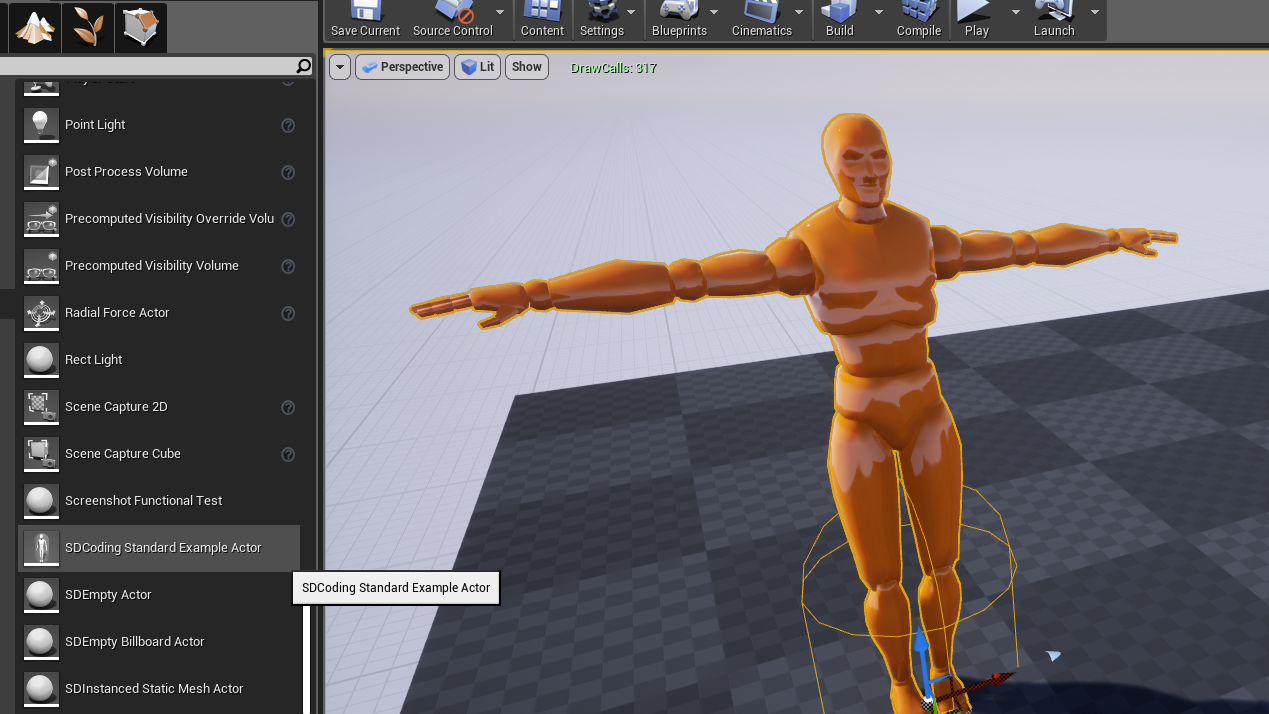 Save Current
Source Control
Content
Settings
Blueprints
Cinematics
Build
Compile
Play
Launch
Perspective
Lit
Show
DrawCalls: 317
Point Light
Post Process Volume
Precomputed Visibility Override Volu
Precomputed Visibility Volume
Radial Force Actor
Rect Light
Scene Capture 2D
Scene Capture Cube
Screenshot Functional Test
SDCoding Standard Example Actor
SDCoding Standard Example Actor
SDEmpty Actor
SDEmpty Billboard Actor
SDInstanced Static Mesh Actor